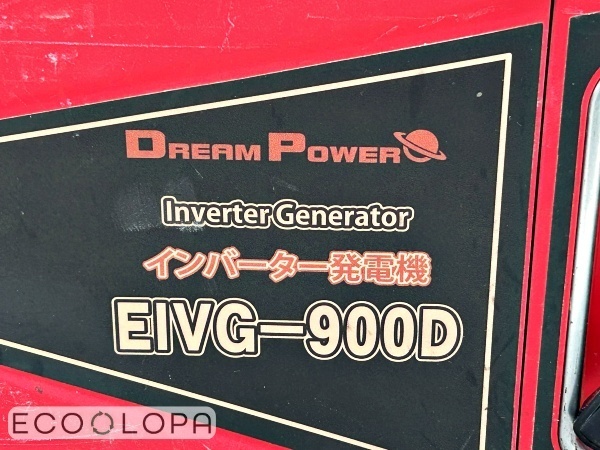 DREAM POWER
Inverter Generator
インバーター発電機
EIVG-900D
ECOOLOPA